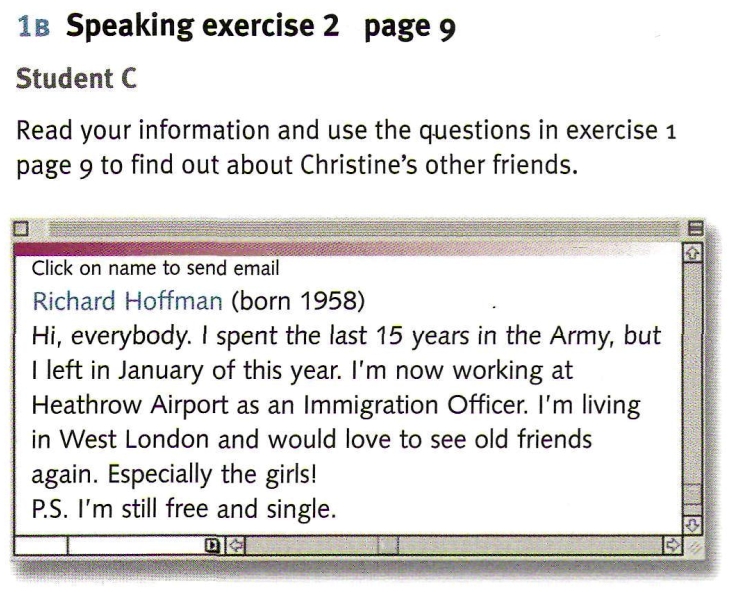 1B Speaking exercise 2 page 9
Student C
Read your information and use the questions in exercise 1
page 9 to find out about Christine's other friends.
Click on name to send email
Richard Hoffman (born 1958)
Hi, everybody. I spent the last 15 years in the Army, but
I left in January of this year. I'm now working at
Heathrow Airport as an Immigration Officer. I'm living
in West London and would love to see old friends
again. Especially the girls!
P.S. I'm still free and single.